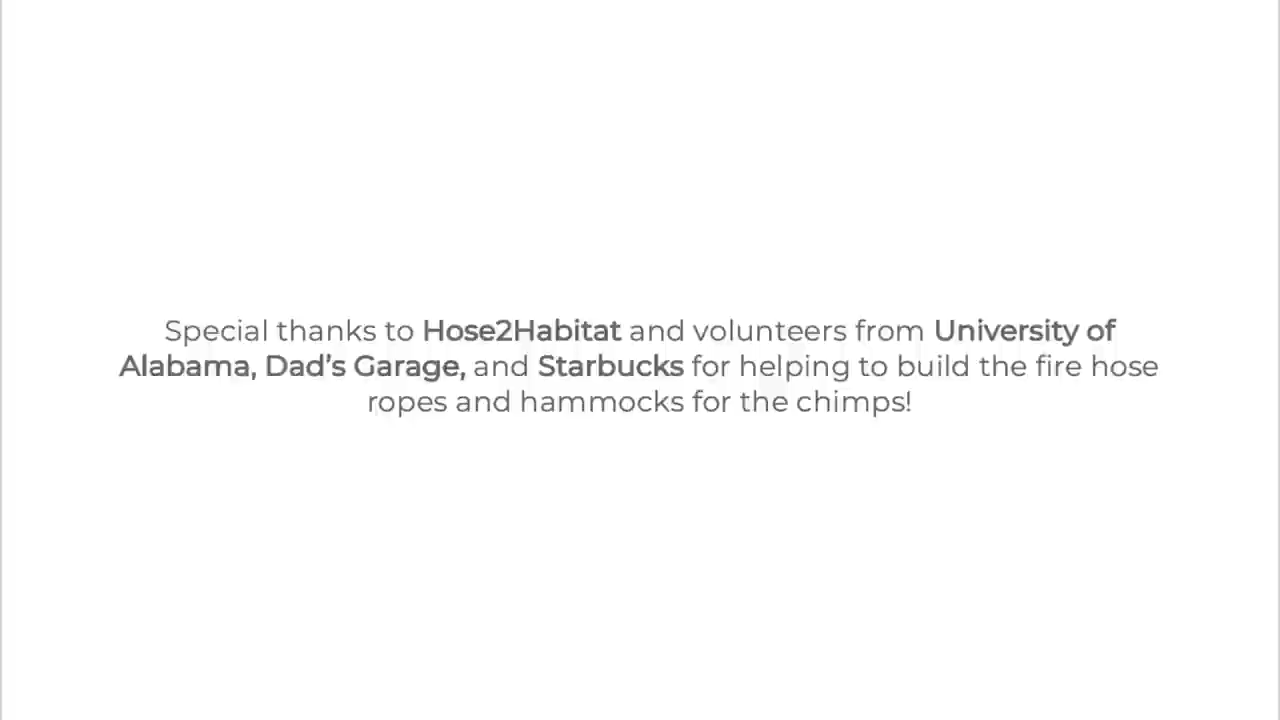 Special thanks to Hose2Habitat and volunteers from University of
Alabama, Dad’s Garage, and Starbucks for helping to build the fire hose
ropes and hammocks for the chimps!